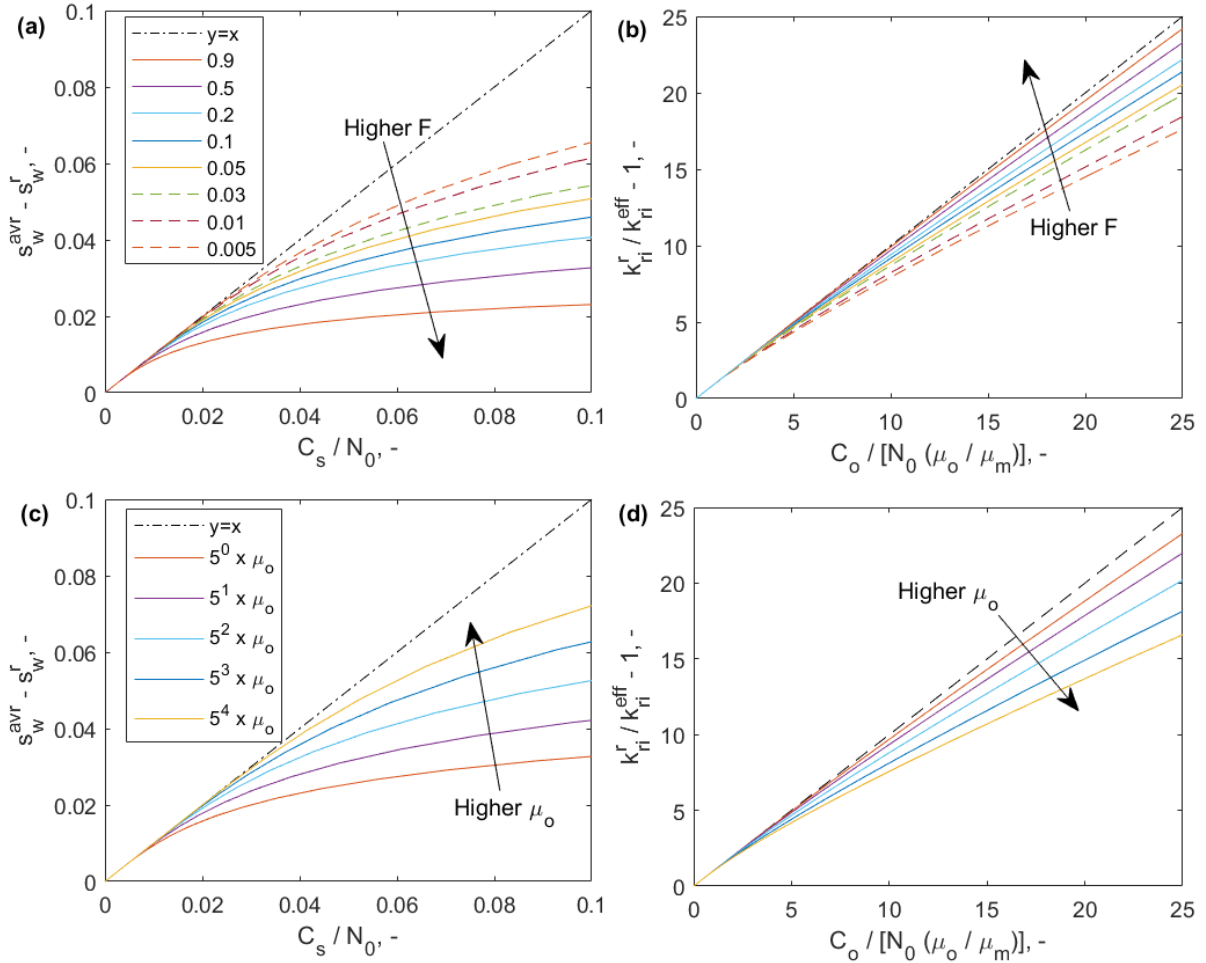 (a)
0.1
0.08
0.06
0.04
0.02
0
s_w^avr - s_w^r, -
y=x
0.9
0.5
0.2
0.1
0.05
0.03
0.01
0.005
Higher F
0 0.02 0.04 0.06 0.08 0.1
C_s / N_0, -
(b)
25
20
15
10
5
0
k_ri^r / k_ri^eff - 1, -
Higher F
0 5 10 15 20 25
C_o / [N_0 (μ_o / μ_m)], -
(c)
0.1
0.08
0.06
0.04
0.02
0
s_w^avr - s_w^r, -
y=x
5^0 x μ_o
5^1 x μ_o
5^2 x μ_o
5^3 x μ_o
5^4 x μ_o
Higher μ_o
0 0.02 0.04 0.06 0.08 0.1
C_s / N_0, -
(d)
25
20
15
10
5
0
k_ri^r / k_ri^eff - 1, -
Higher μ_o
0 5 10 15 20 25
C_o / [N_0 (μ_o / μ_m)], -